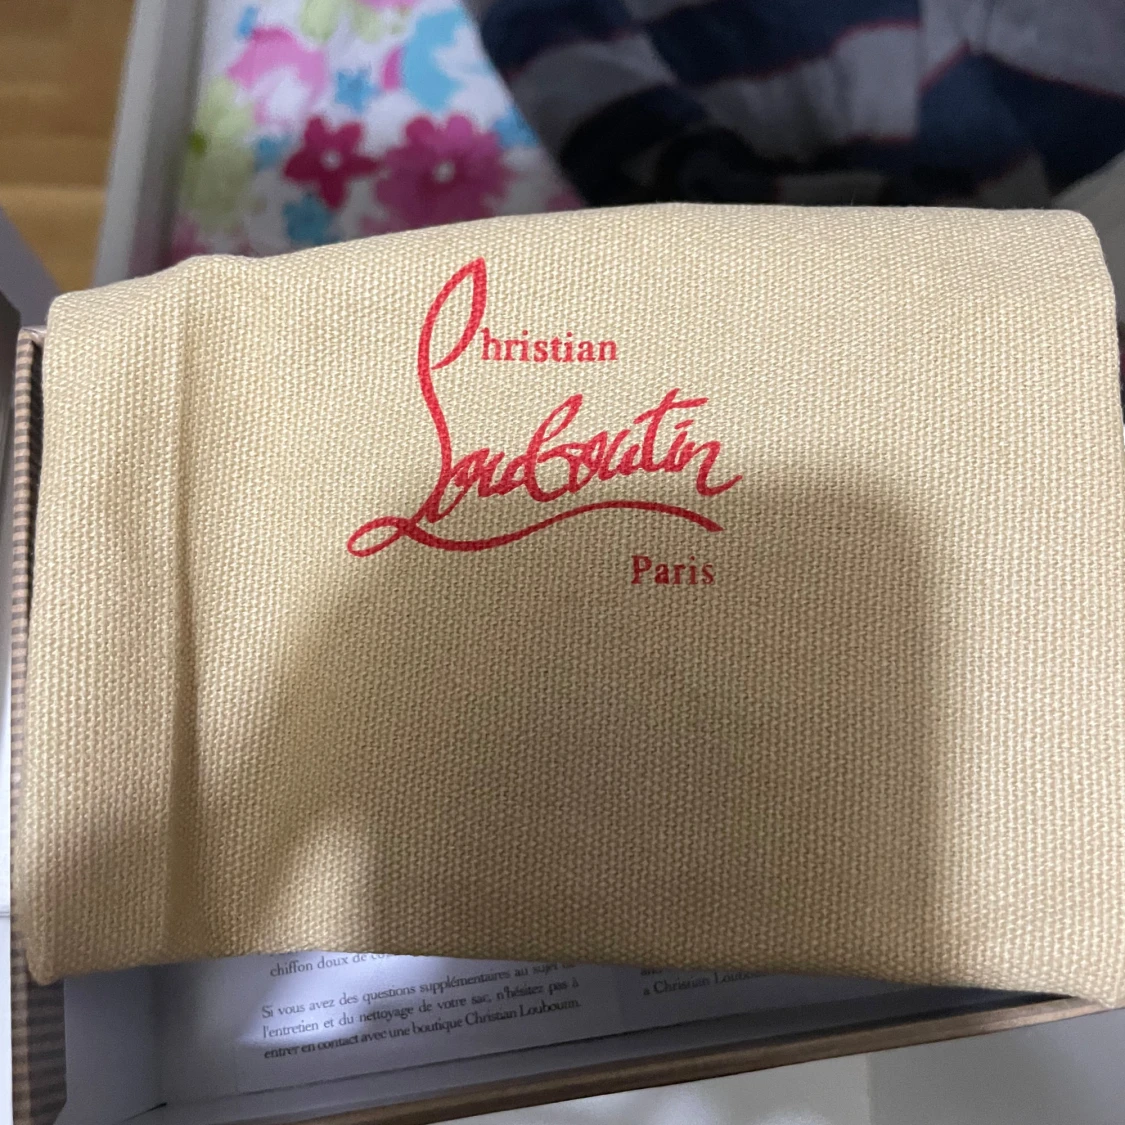 Christian
Louboutin
Paris
chiffon doux de
Si vous avez des questions supplémentaires au sujet de
l'entretien et du nettoyage de votre sac, n'hésitez pas à
entrer en contact avec une boutique Christian Louboutin.
a Christian